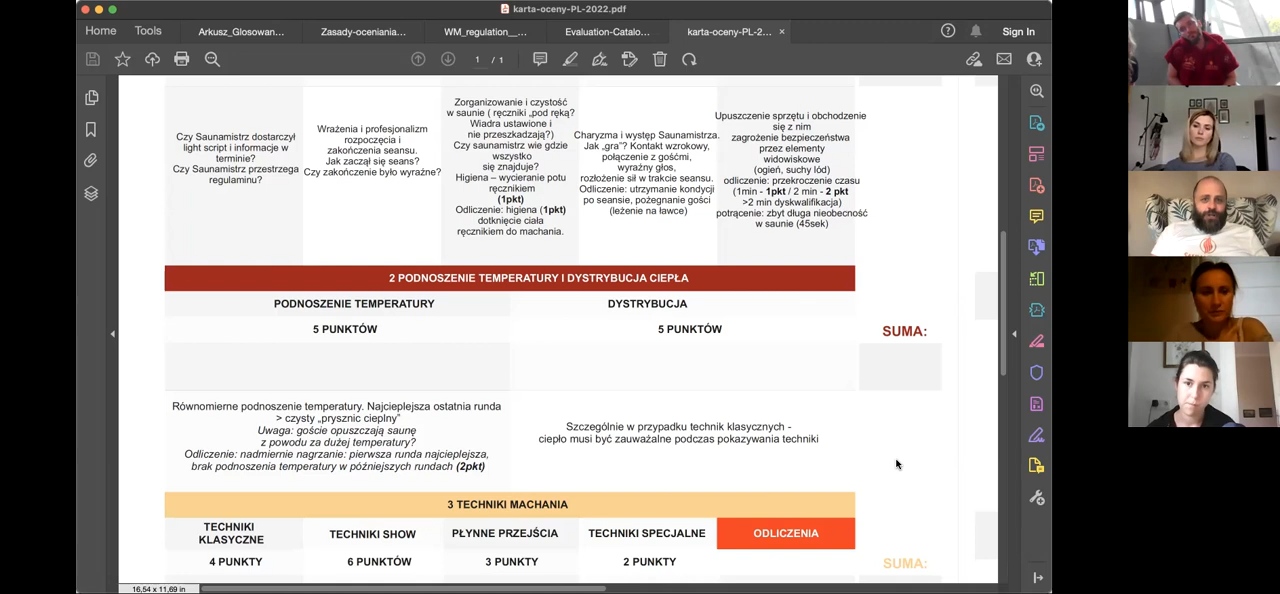 karta-oceny-PL-2022.pdf
Home
Tools
Arkusz_Glosowan...
Zasady-oceniania...
WM_regulation__...
Evaluation-Catalo...
karta-oceny-PL-2...
Sign In
1 / 1
Czy Saunamistrz dostarczył
light script i informacje w
terminie?
Czy Saunamistrz przestrzega
regulaminu?
Wrażenia i profesjonalizm
rozpoczęcia i
zakończenia seansu.
Jak zaczął się seans?
Czy zakończenie było wyraźne?
Zorganizowanie i czystość
w saunie ( ręczniki „pod ręką?
Wiadra ustawione i
nie przeszkadzają?)
Czy saunamistrz wie gdzie
wszystko
się znajduje?
Higiena – wycieranie potu
ręcznikiem
(1pkt)
Odliczenie: higiena (1pkt)
dotknięcie ciała
ręcznikiem do machania.
Charyzma i występ Saunamistrza.
Jak „gra”? Kontakt wzrokowy,
połączenie z gośćmi,
wyraźny głos,
rozłożenie sił w trakcie seansu.
Odliczenie: utrzymanie kondycji
po seansie, pożegnanie gości
(leżenie na ławce)
Upuszczenie sprzętu i obchodzenie
się z nim
zagrożenie bezpieczeństwa
przez elementy
widowiskowe
(ogień, suchy lód)
odliczenie: przekroczenie czasu
(1min - 1pkt / 2 min - 2 pkt
>2 min dyskwalifikacja)
potrącenie: zbyt długa nieobecność
w saunie (45sek)
2 PODNOSZENIE TEMPERATURY I DYSTRYBUCJA CIEPŁA
PODNOSZENIE TEMPERATURY
DYSTRYBUCJA
5 PUNKTÓW
5 PUNKTÓW
SUMA:
Równomierne podnoszenie temperatury. Najcieplejsza ostatnia runda
> czysty „prysznic cieplny”
Uwaga: goście opuszczają saunę
z powodu za dużej temperatury?
Odliczenie: nadmiernie nagrzanie: pierwsza runda najcieplejsza,
brak podnoszenia temperatury w późniejszych rundach (2pkt)
Szczególnie w przypadku technik klasycznych -
ciepło musi być zauważalne podczas pokazywania techniki
3 TECHNIKI MACHANIA
TECHNIKI
KLASYCZNE
TECHNIKI SHOW
PŁYNNE PRZEJŚCIA
TECHNIKI SPECJALNE
ODLICZENIA
4 PUNKTY
6 PUNKTÓW
3 PUNKTY
2 PUNKTY
SUMA:
16,54 x 11,69 in